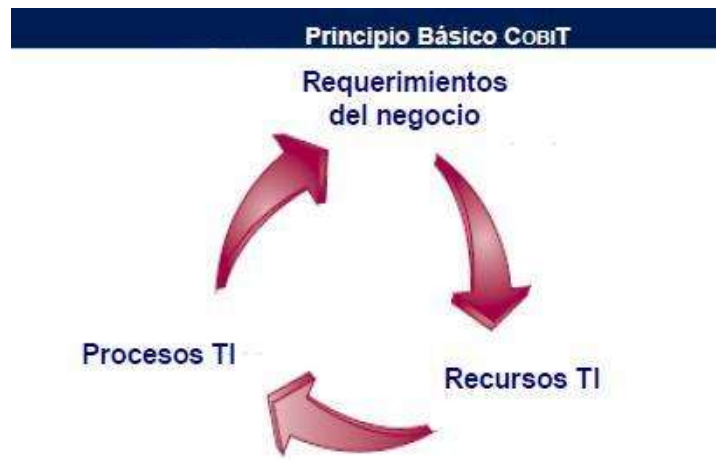 Principio Básico COBIT
Requerimientos
del negocio
Procesos TI
Recursos TI